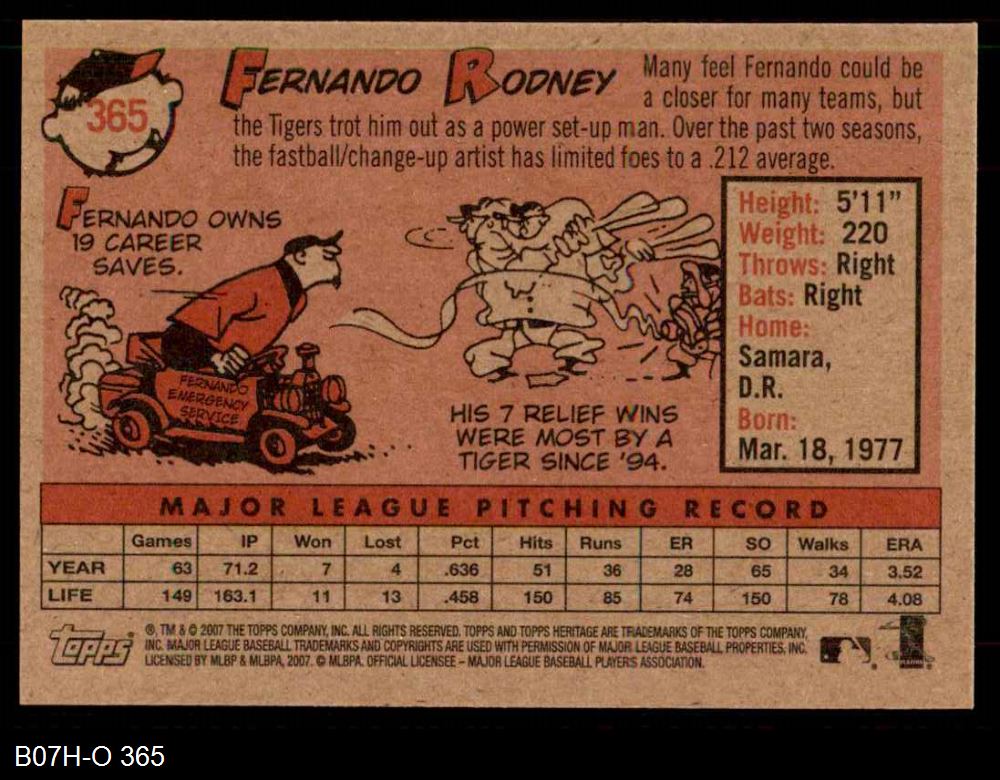 365
FERNANDO RODNEY
Many feel Fernando could be
a closer for many teams, but
the Tigers trot him out as a power set-up man. Over the past two seasons,
the fastball/change-up artist has limited foes to a .212 average.
FERNANDO OWNS
19 CAREER
SAVES.
FERNANDO
EMERGENCY
SERVICE
HIS 7 RELIEF WINS
WERE MOST BY A
TIGER SINCE '94.
Height: 5'11"
Weight: 220
Throws: Right
Bats: Right
Home:
Samara,
D.R.
Born:
Mar. 18, 1977
MAJOR LEAGUE PITCHING RECORD
Games IP Won Lost Pct Hits Runs ER SO Walks ERA
YEAR 63 71.2 7 4 .636 51 36 28 65 34 3.52
LIFE 149 163.1 11 13 .458 150 85 74 150 78 4.08
topps
®, TM & © 2007 THE TOPPS COMPANY, INC. ALL RIGHTS RESERVED. TOPPS AND TOPPS HERITAGE ARE TRADEMARKS OF THE TOPPS COMPANY,
INC. MAJOR LEAGUE BASEBALL TRADEMARKS AND COPYRIGHTS ARE USED WITH PERMISSION OF MAJOR LEAGUE BASEBALL PROPERTIES, INC.
LICENSED BY MLBP & MLBPA, 2007. © MLBPA. OFFICIAL LICENSEE – MAJOR LEAGUE BASEBALL PLAYERS ASSOCIATION.
B07H-O 365